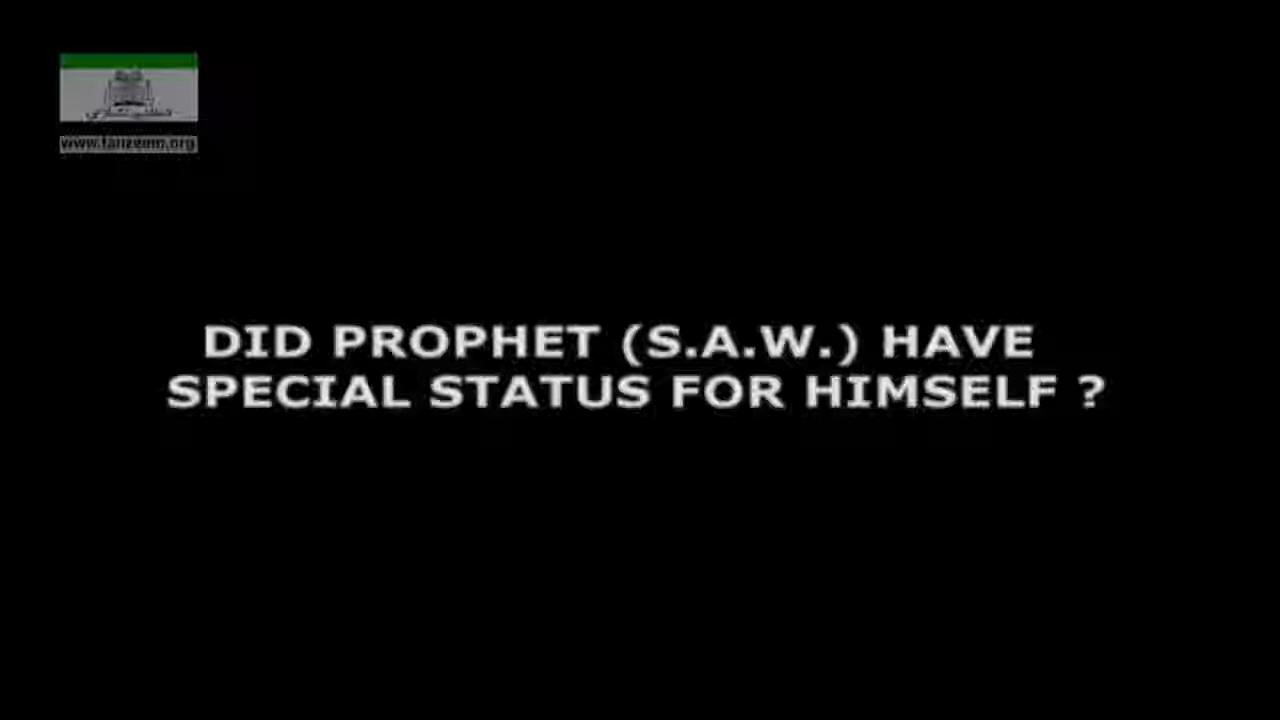 www.tanzeem.org
DID PROPHET (S.A.W.) HAVE
SPECIAL STATUS FOR HIMSELF ?